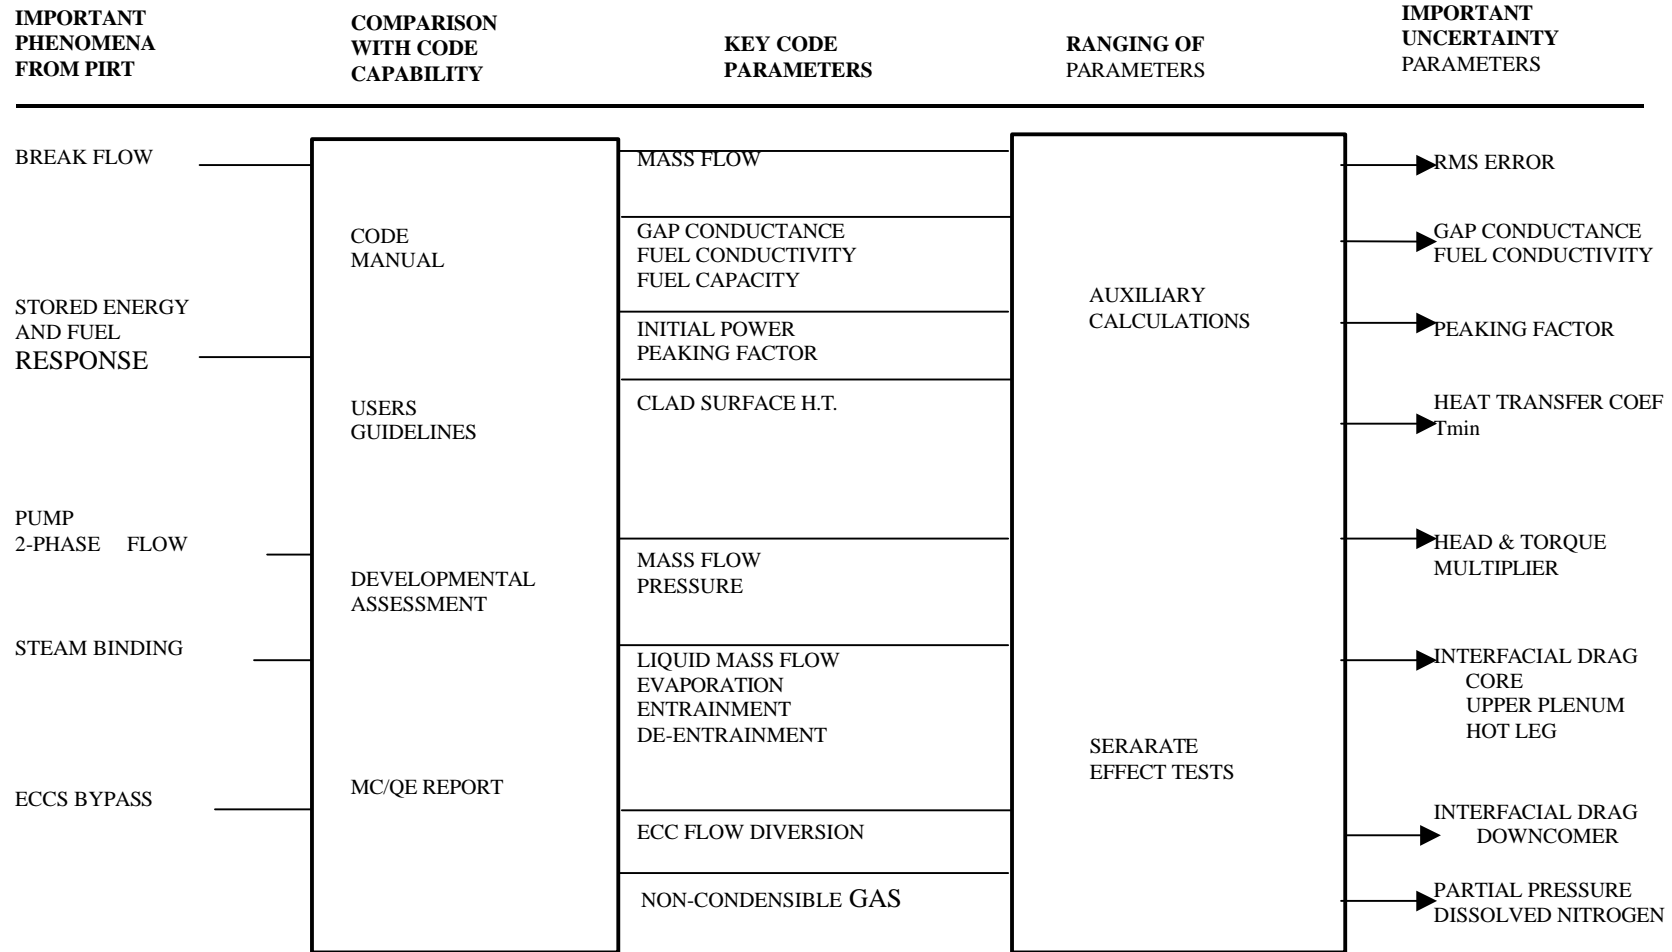 IMPORTANT
PHENOMENA
FROM PIRT
COMPARISON
WITH CODE
CAPABILITY
KEY CODE
PARAMETERS
RANGING OF
PARAMETERS
IMPORTANT
UNCERTAINTY
PARAMETERS
BREAK FLOW
STORED ENERGY
AND FUEL
RESPONSE
PUMP
2-PHASE FLOW
STEAM BINDING
ECCS BYPASS
CODE
MANUAL
USERS
GUIDELINES
DEVELOPMENTAL
ASSESSMENT
MC/QE REPORT
MASS FLOW
GAP CONDUCTANCE
FUEL CONDUCTIVITY
FUEL CAPACITY
INITIAL POWER
PEAKING FACTOR
CLAD SURFACE H.T.
MASS FLOW
PRESSURE
LIQUID MASS FLOW
EVAPORATION
ENTRAINMENT
DE-ENTRAINMENT
ECC FLOW DIVERSION
NON-CONDENSIBLE GAS
AUXILIARY
CALCULATIONS
SERARATE
EFFECT TESTS
RMS ERROR
GAP CONDUCTANCE
FUEL CONDUCTIVITY
PEAKING FACTOR
HEAT TRANSFER COEF
Tmin
HEAD & TORQUE
MULTIPLIER
INTERFACIAL DRAG
CORE
UPPER PLENUM
HOT LEG
INTERFACIAL DRAG
DOWNCOMER
PARTIAL PRESSURE
DISSOLVED NITROGEN